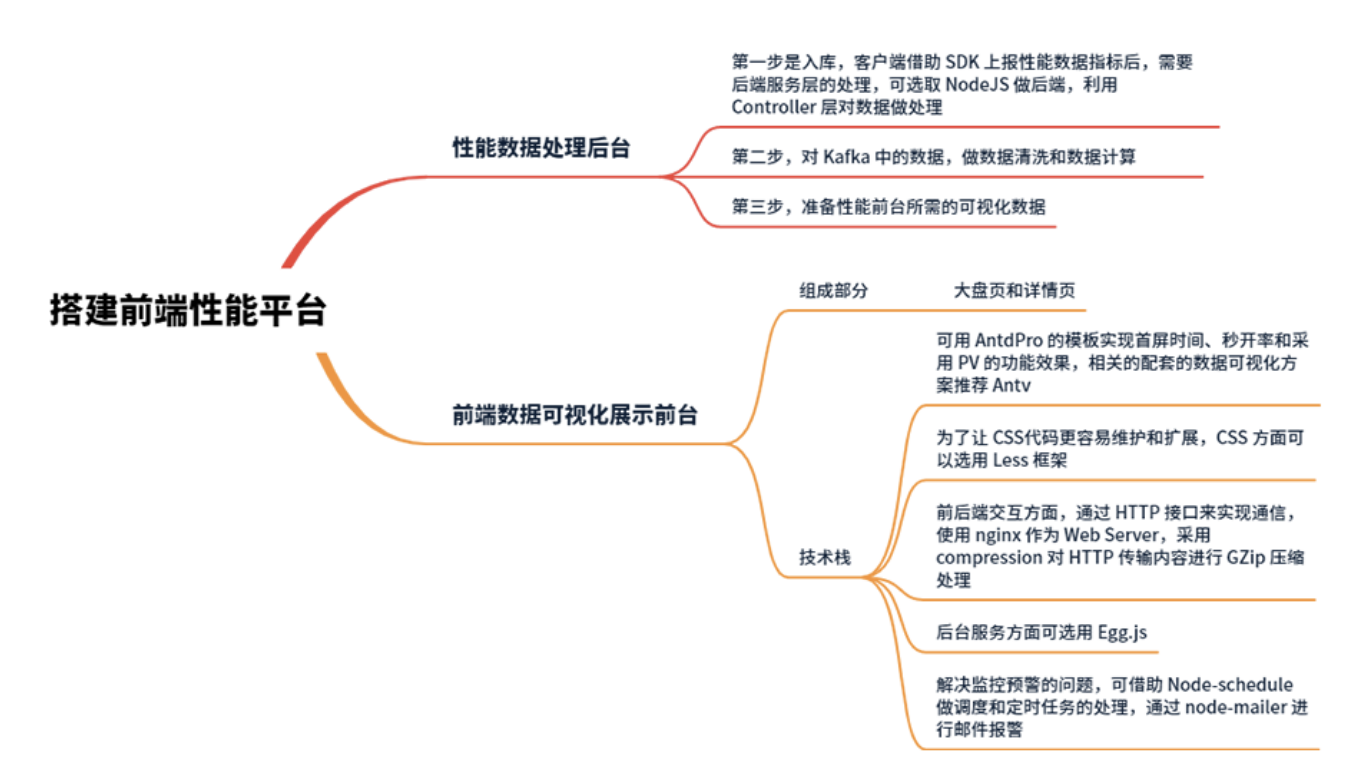 第一步是入库，客户端借助 SDK 上报性能数据指标后，需要
后端服务层的处理，可选取 NodeJS 做后端，利用
Controller 层对数据做处理
性能数据处理后台
第二步，对 Kafka 中的数据，做数据清洗和数据计算
第三步，准备性能前台所需的可视化数据
搭建前端性能平台
组成部分
大盘页和详情页
可用 AntdPro 的模板实现首屏时间、秒开率和采
用 PV 的功能效果，相关的配套的数据可视化方
案推荐 Antv
前端数据可视化展示前台
为了让 CSS代码更容易维护和扩展，CSS 方面可
以选用 Less 框架
技术栈
前后端交互方面，通过 HTTP 接口来实现通信，
使用 nginx 作为 Web Server，采用
compression 对 HTTP 传输内容进行 GZip 压缩
处理
后台服务方面可选用 Egg.js
解决监控预警的问题，可借助 Node-schedule
做调度和定时任务的处理，通过 node-mailer 进
行邮件报警